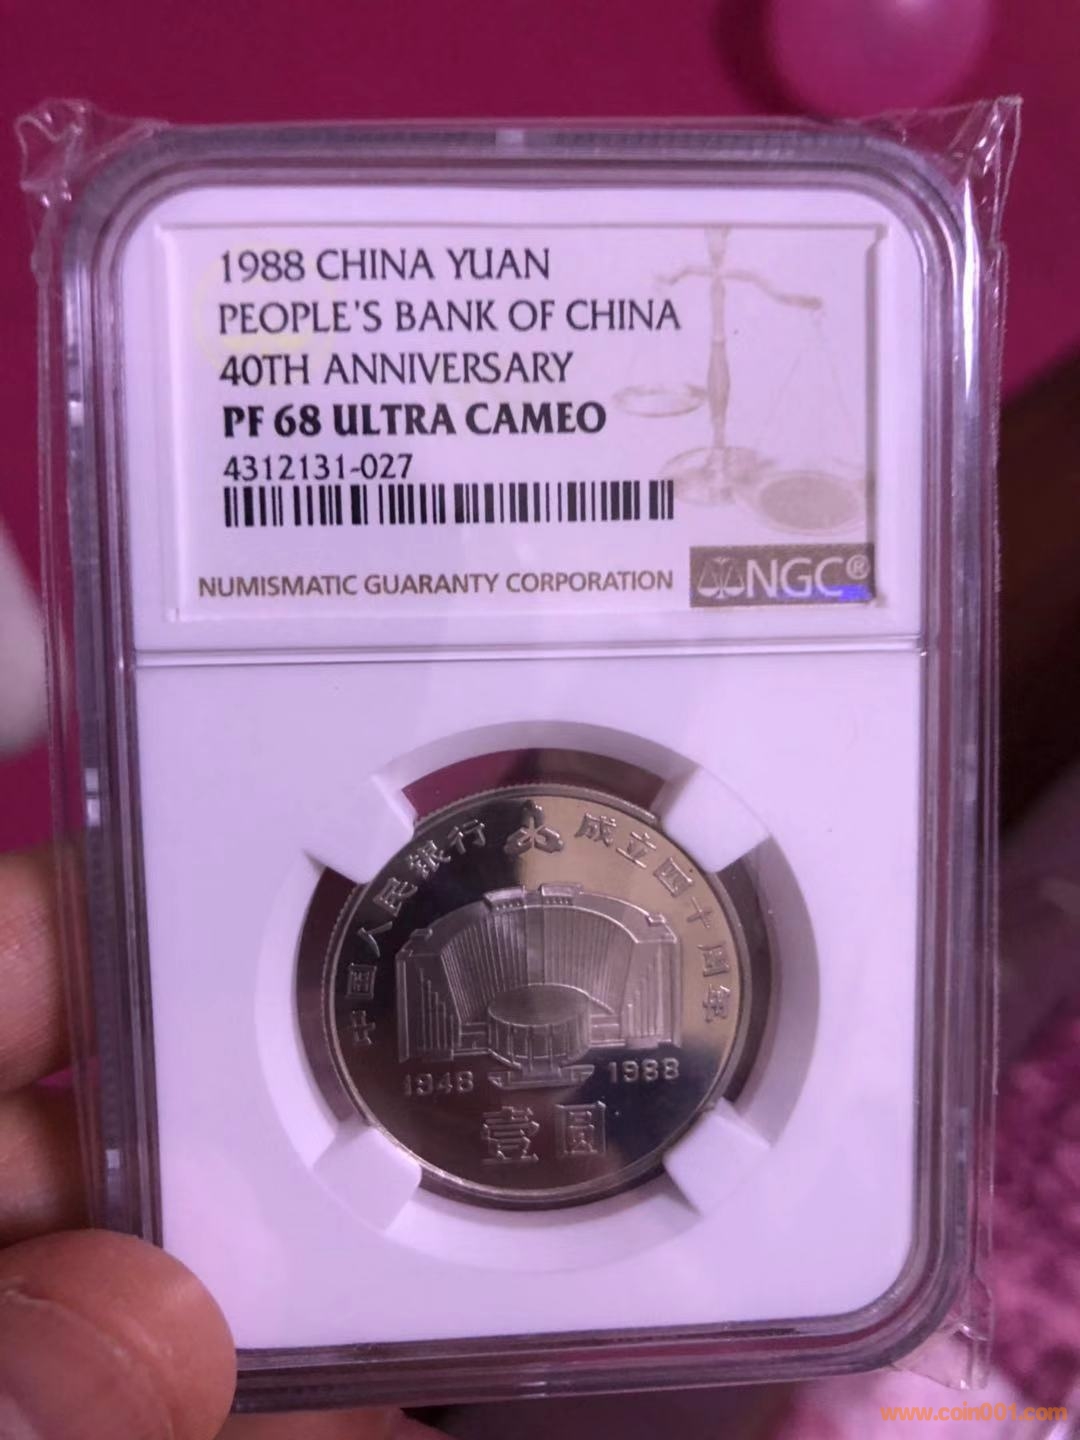 1988 CHINA YUAN
PEOPLE'S BANK OF CHINA
40TH ANNIVERSARY
PF 68 ULTRA CAMEO
4312131-027
NUMISMATIC GUARANTY CORPORATION
NGC®
中国人民银行 成立四十周年
1948 1988
壹圆
www.coin001.com